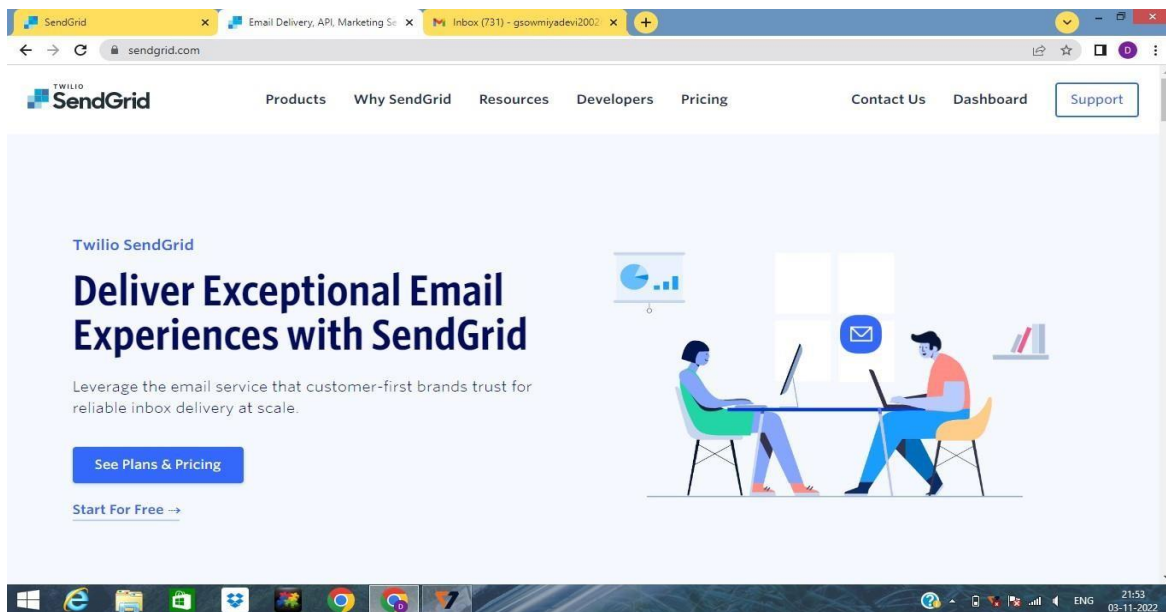 SendGrid
Email Delivery, API, Marketing Se
Inbox (731) - gsowmiyadevi2002
sendgrid.com
D
TWILIO
SendGrid
Products
Why SendGrid
Resources
Developers
Pricing
Contact Us
Dashboard
Support
Twilio SendGrid
Deliver Exceptional Email
Experiences with SendGrid
Leverage the email service that customer-first brands trust for
reliable inbox delivery at scale.
See Plans & Pricing
Start For Free →
ENG
21:53
03-11-2022